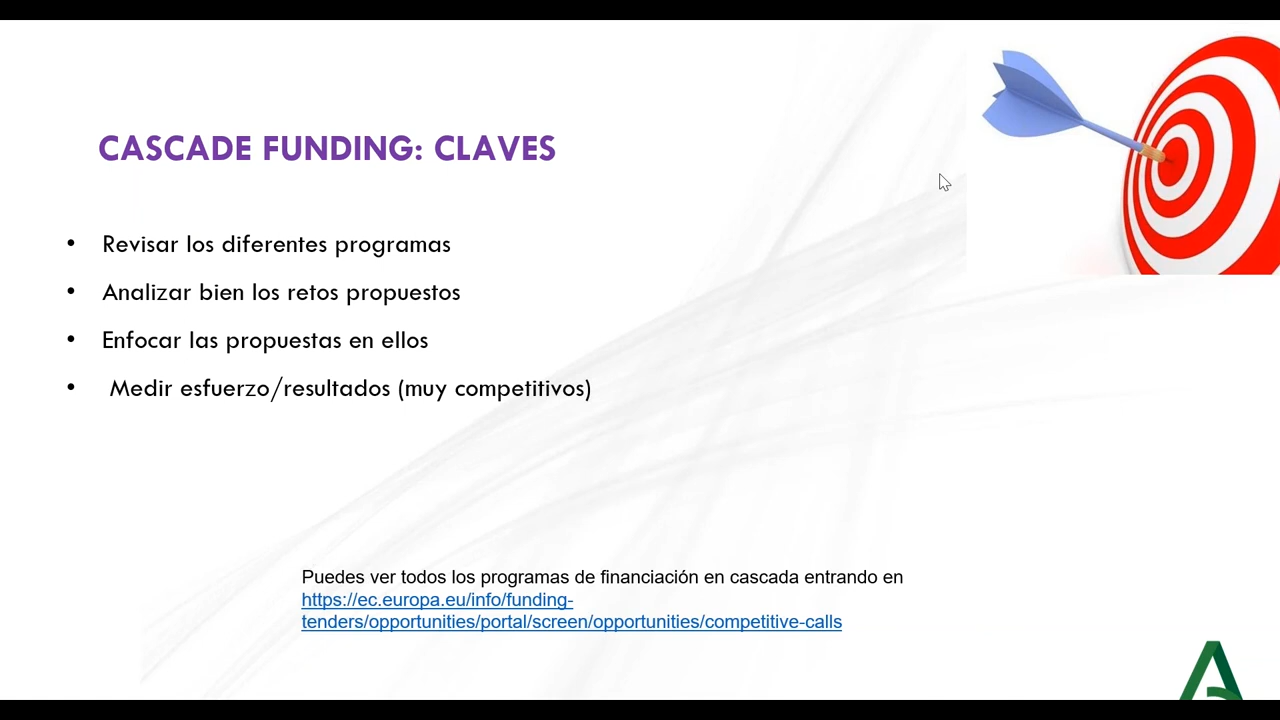 CASCADE FUNDING: CLAVES
• Revisar los diferentes programas
• Analizar bien los retos propuestos
• Enfocar las propuestas en ellos
• Medir esfuerzo/resultados (muy competitivos)
Puedes ver todos los programas de financiación en cascada entrando en
https://ec.europa.eu/info/funding-
tenders/opportunities/portal/screen/opportunities/competitive-calls